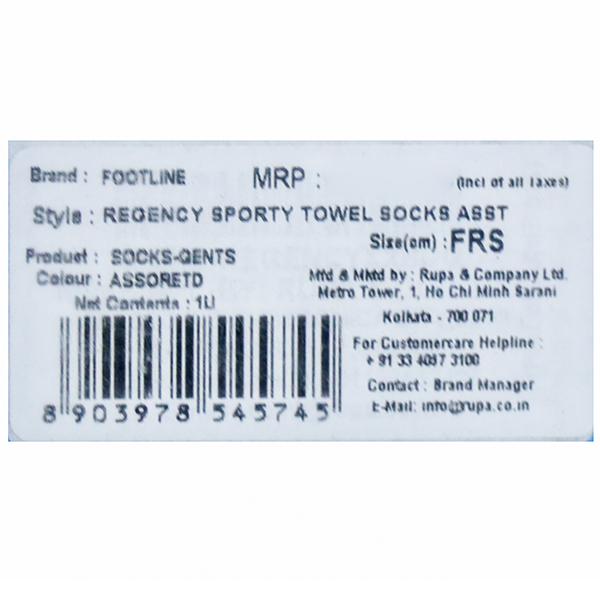 Brand : FOOTLINE MRP : (Incl of all Taxes)
Style : REGENCY SPORTY TOWEL SOCKS ASST
Size(cm) : FRS
Product : SOCKS-GENTS
Colour : ASSORETD
Net Contents : 1U
Mfd & Mktd by : Rupa & Company Ltd.
Metro Tower, 1, Ho Chi Minh Sarani
Kolkata - 700 071
For Customercare Helpline :
+ 91 33 4057 3100
Contact : Brand Manager
E-Mail: info@rupa.co.in
8 903978 545745